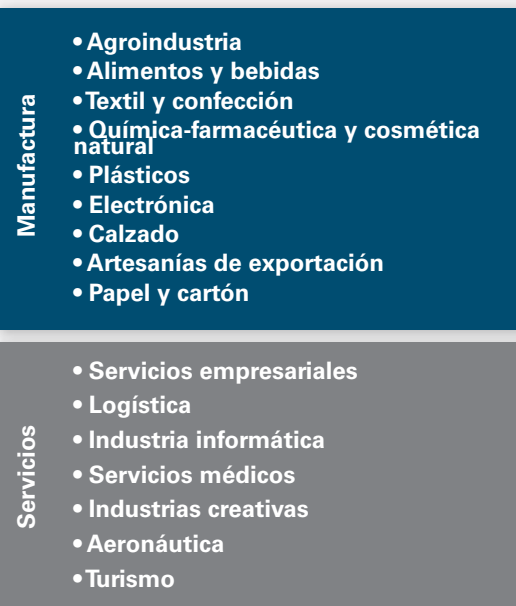 Manufactura
• Agroindustria
• Alimentos y bebidas
• Textil y confección
• Química-farmacéutica y cosmética
natural
• Plásticos
• Electrónica
• Calzado
• Artesanías de exportación
• Papel y cartón
Servicios
• Servicios empresariales
• Logística
• Industria informática
• Servicios médicos
• Industrias creativas
• Aeronáutica
• Turismo